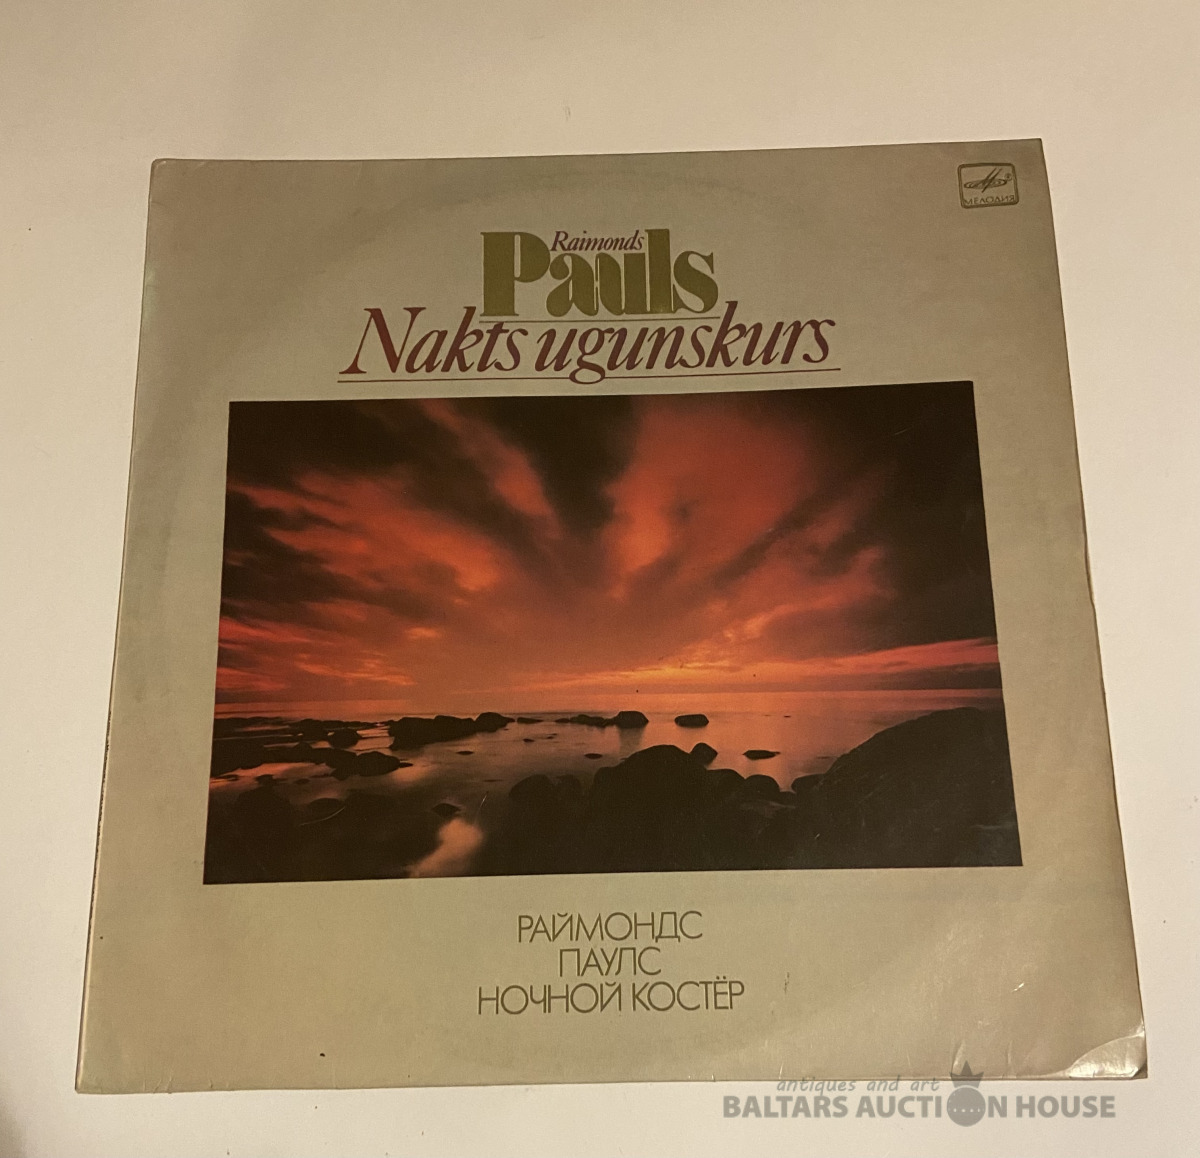 МЕЛОДИЯ
Raimonds
Pauls
Nakts ugunskurs
РАЙМОНДС
ПАУЛС
НОЧНОЙ КОСТЁР
antiques and art
BALTARS AUCTION HOUSE